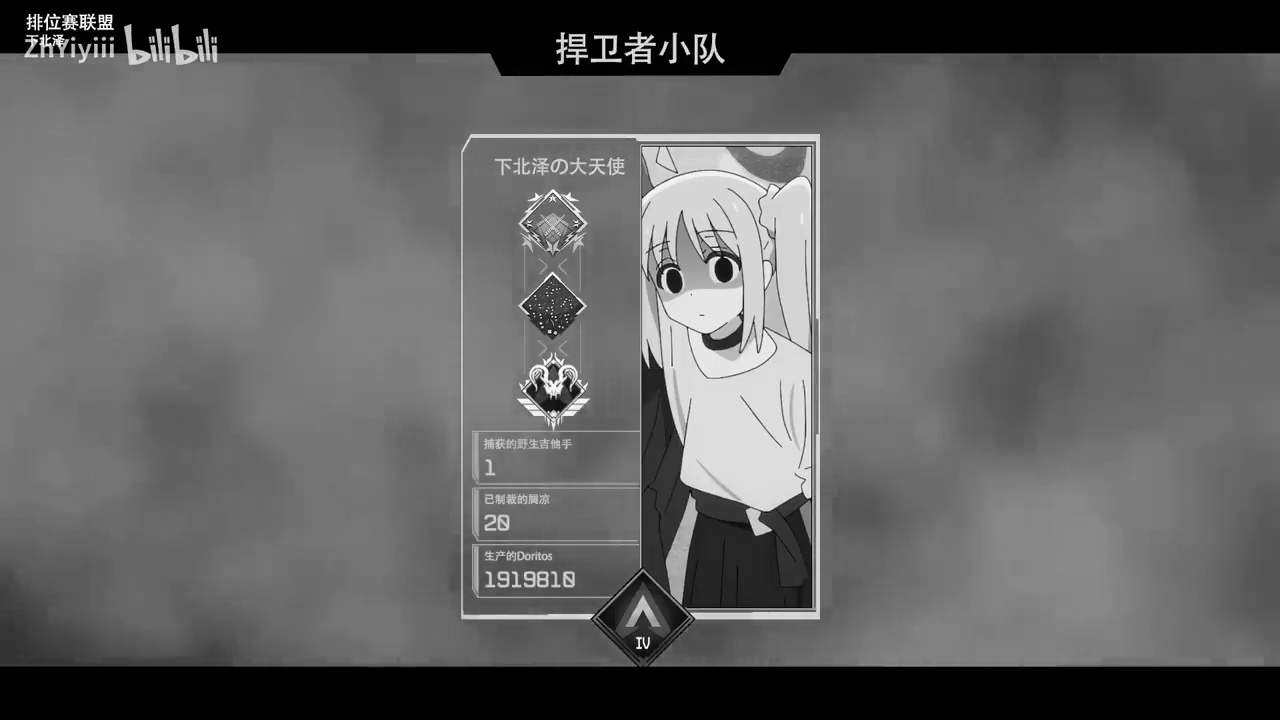 排位赛联盟
下北泽
ZhYiyiii bilibili
捍卫者小队
下北泽の大天使
捕获的野生吉他手
1
已制裁的屑凉
20
生产的Doritos
1919810
IV